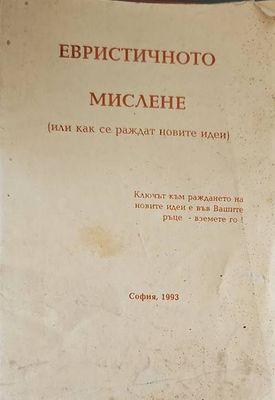 ЕВРИСТИЧНОТО
МИСЛЕНЕ
(или как се раждат новите идеи)
Ключът към раждането на
новите идеи е във Вашите
ръце - вземете го !
София, 1993